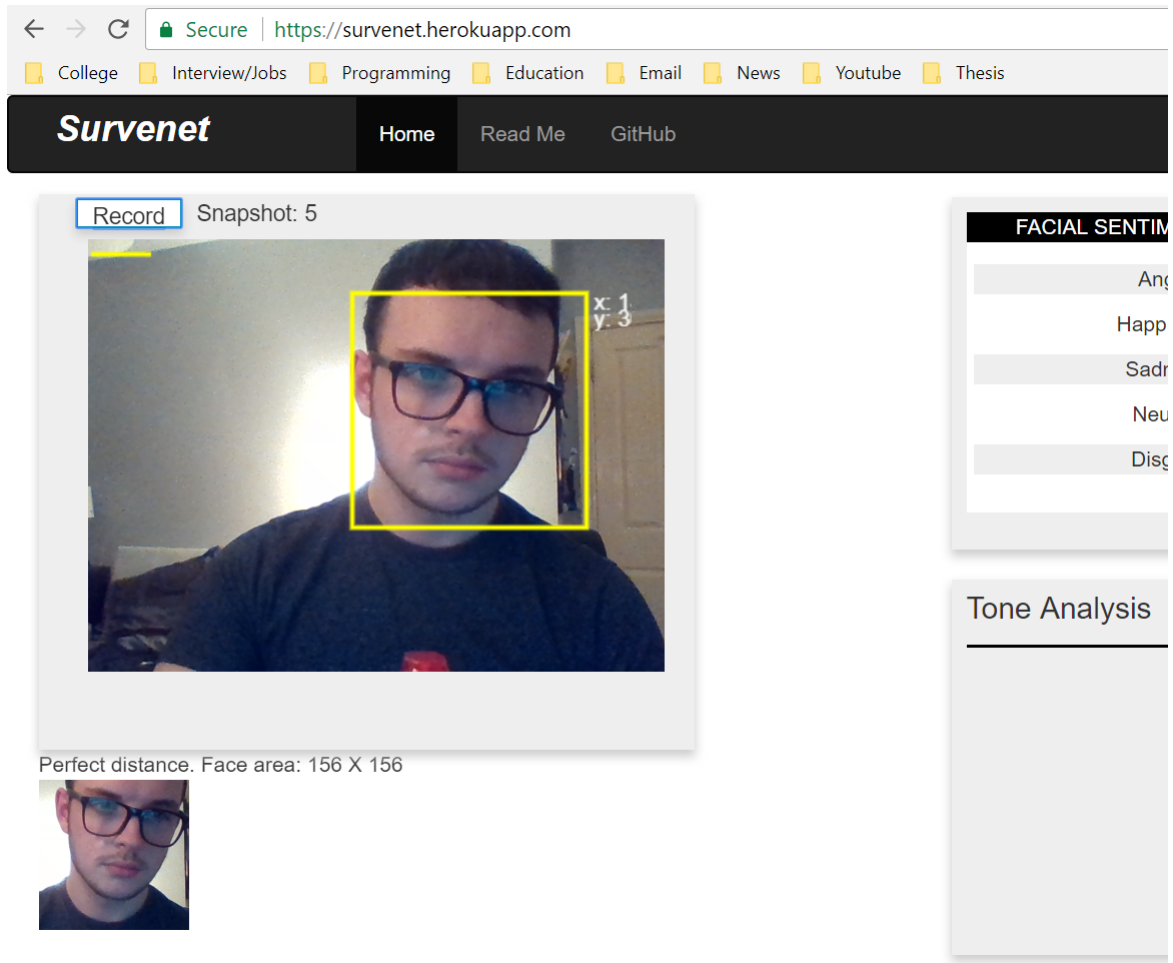 Secure https://survenet.herokuapp.com
College Interview/Jobs Programming Education Email News Youtube Thesis
Survenet Home Read Me GitHub
Record Snapshot: 5
x: 1
y: 3
Perfect distance. Face area: 156 X 156
FACIAL SENTIM
Ang
Happ
Sadn
Neu
Disg
Tone Analysis